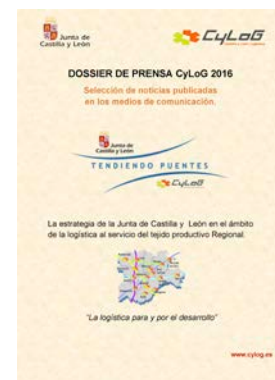 Junta de
Castilla y León
CyLoG
DOSSIER DE PRENSA CyLoG 2016
Selección de noticias publicadas
en los medios de comunicación.
Junta de
Castilla y León
TENDIENDO PUENTES
CyLoG
La estrategia de la Junta de Castilla y León en el ámbito
de la logística al servicio del tejido productivo Regional.
"La logística para y por el desarrollo"
www.cylog.es